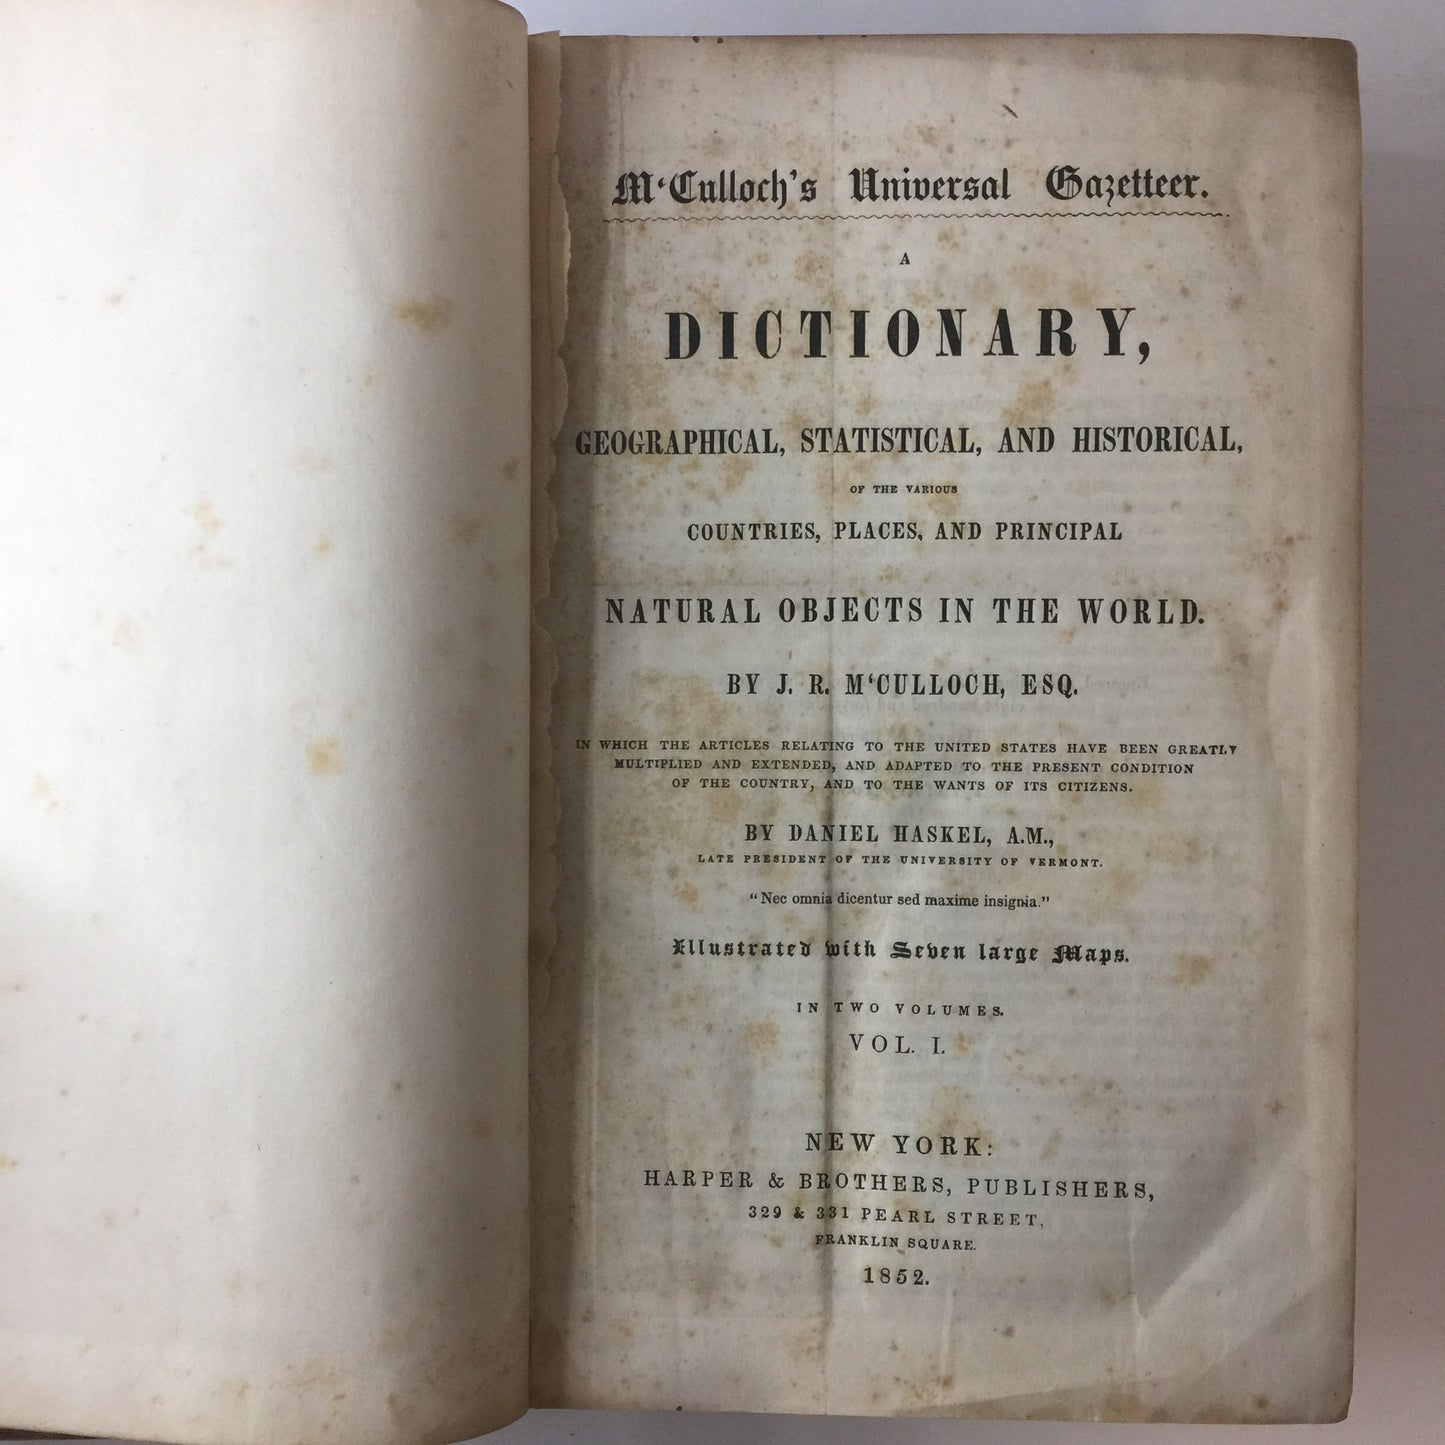 M‘Culloch’s Universal Gazetteer.
A
DICTIONARY,
GEOGRAPHICAL, STATISTICAL, AND HISTORICAL,
OF THE VARIOUS
COUNTRIES, PLACES, AND PRINCIPAL
NATURAL OBJECTS IN THE WORLD.
BY J. R. M‘CULLOCH, ESQ.
IN WHICH THE ARTICLES RELATING TO THE UNITED STATES HAVE BEEN GREATLY
MULTIPLIED AND EXTENDED, AND ADAPTED TO THE PRESENT CONDITION
OF THE COUNTRY, AND TO THE WANTS OF ITS CITIZENS.
BY DANIEL HASKEL, A.M.,
LATE PRESIDENT OF THE UNIVERSITY OF VERMONT.
“Nec omnia dicentur sed maxime insignia.”
Illustrated with Seven large Maps.
IN TWO VOLUMES.
VOL. I.
NEW YORK:
HARPER & BROTHERS, PUBLISHERS,
329 & 331 PEARL STREET,
FRANKLIN SQUARE.
1852.